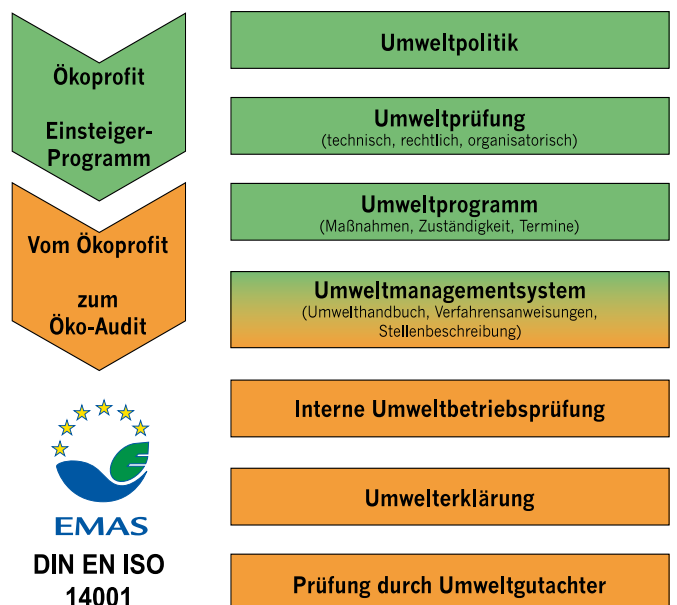 Ökoprofit
Einsteiger-
Programm
Vom Ökoprofit
zum
Öko-Audit
EMAS
DIN EN ISO
14001
Umweltpolitik
Umweltprüfung
(technisch, rechtlich, organisatorisch)
Umweltprogramm
(Maßnahmen, Zuständigkeit, Termine)
Umweltmanagementsystem
(Umwelthandbuch, Verfahrensanweisungen,
Stellenbeschreibung)
Interne Umweltbetriebsprüfung
Umwelterklärung
Prüfung durch Umweltgutachter